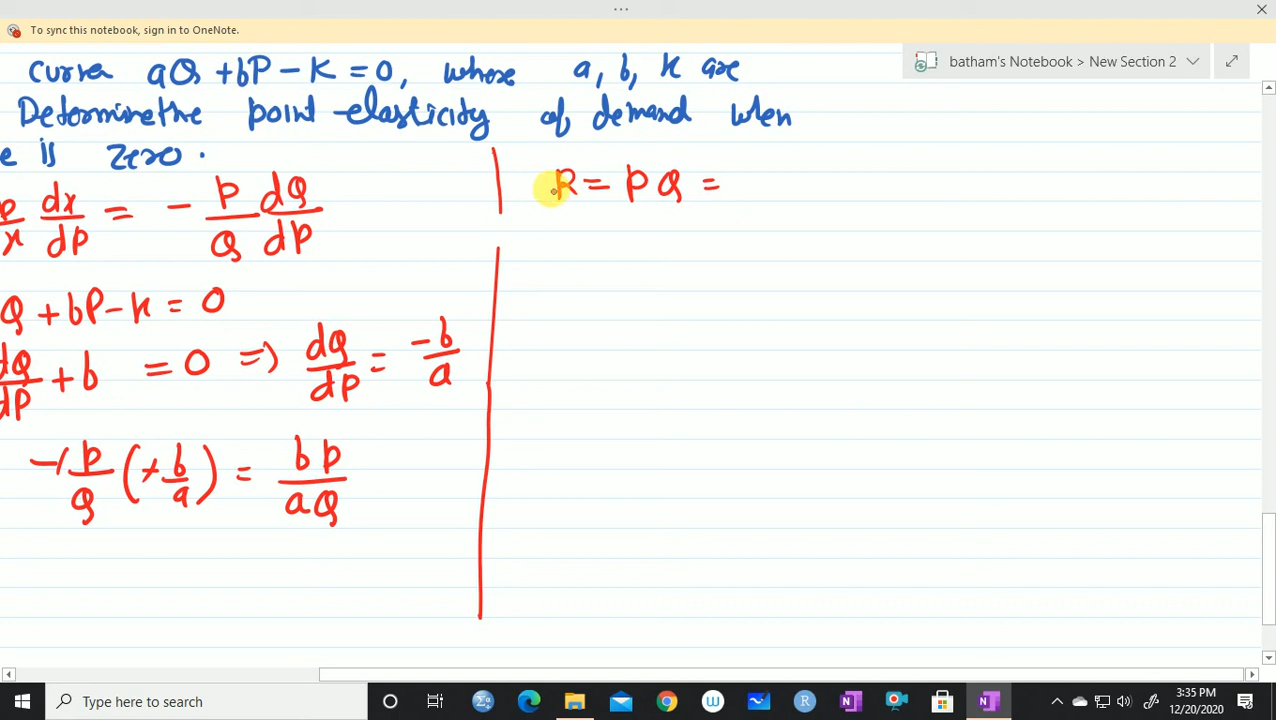 ...
To sync this notebook, sign in to OneNote.
batham's Notebook > New Section 2
curve aQ + bP - K = 0, whose a, b, K are
Determine the point-elasticity of demand when
e is zero.
p/x dx/dp = - P/Q dQ/dP
Q + bP - K = 0
dQ/dP + b = 0 => dQ/dP = -b/a
- P/Q (+ b/a) = bP/aQ
R = PQ =
Type here to search
3:35 PM
12/20/2020